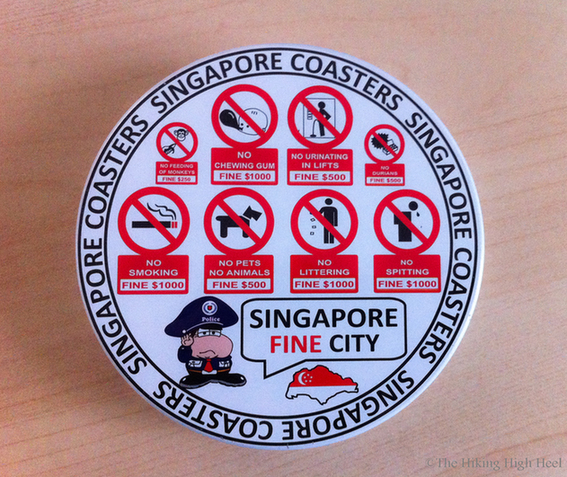 SINGAPORE COASTERS
SINGAPORE COASTERS
SINGAPORE COASTERS
SINGAPORE COASTERS
NO FEEDING
OF MONKEYS
FINE $250
NO
CHEWING GUM
FINE $1000
NO URINATING
IN LIFTS
FINE $500
NO
DURIANS
FINE $500
NO
SMOKING
FINE $1000
NO PETS
NO ANIMALS
FINE $500
NO
LITTERING
FINE $1000
NO
SPITTING
FINE $1000
Police
SINGAPORE
FINE CITY
©The Hiking High Heel